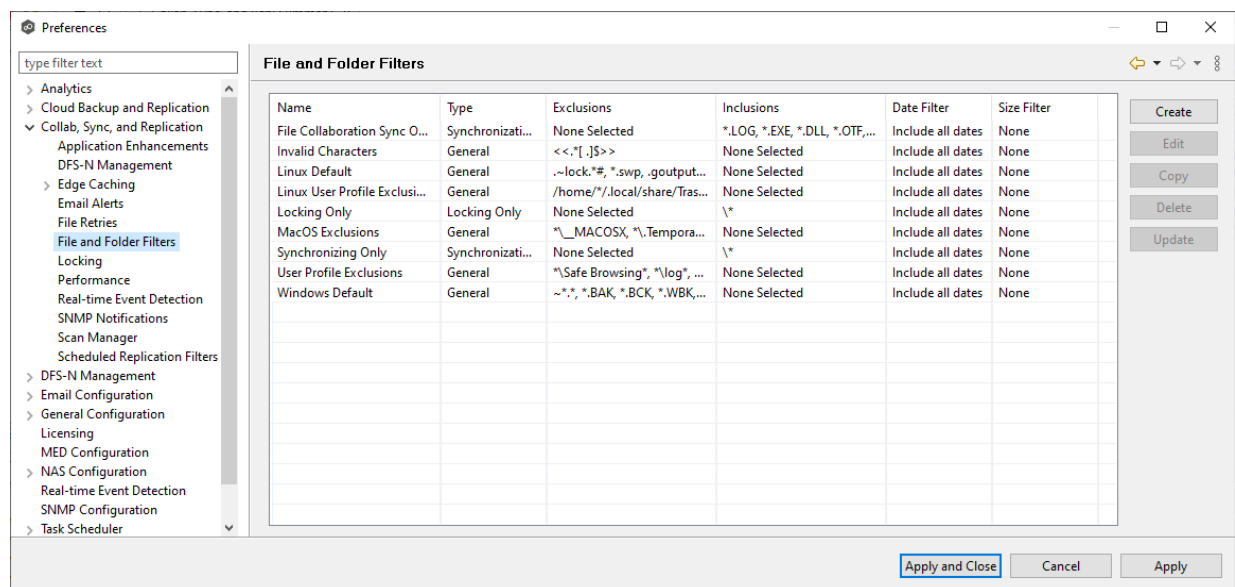 Preferences
type filter text
Analytics
Cloud Backup and Replication
Collab, Sync, and Replication
Application Enhancements
DFS-N Management
Edge Caching
Email Alerts
File Retries
File and Folder Filters
Locking
Performance
Real-time Event Detection
SNMP Notifications
Scan Manager
Scheduled Replication Filters
DFS-N Management
Email Configuration
General Configuration
Licensing
MED Configuration
NAS Configuration
Real-time Event Detection
SNMP Configuration
Task Scheduler
File and Folder Filters
Name Type Exclusions Inclusions Date Filter Size Filter
File Collaboration Sync O... Synchronizati... None Selected *.LOG, *.EXE, *.DLL, *.OTF,... Include all dates None
Invalid Characters General <<.*[ .]$>> None Selected Include all dates None
Linux Default General .~lock.*#, *.swp, .goutput... None Selected Include all dates None
Linux User Profile Exclusi... General /home/*/.local/share/Tras... None Selected Include all dates None
Locking Only Locking Only None Selected \* Include all dates None
MacOS Exclusions General *\__MACOSX, *\.Tempora... None Selected Include all dates None
Synchronizing Only Synchronizati... None Selected \* Include all dates None
User Profile Exclusions General *\Safe Browsing*, *\log*, ... None Selected Include all dates None
Windows Default General ~*.*, *.BAK, *.BCK, *.WBK,... None Selected Include all dates None
Create
Edit
Copy
Delete
Update
Apply and Close Cancel Apply